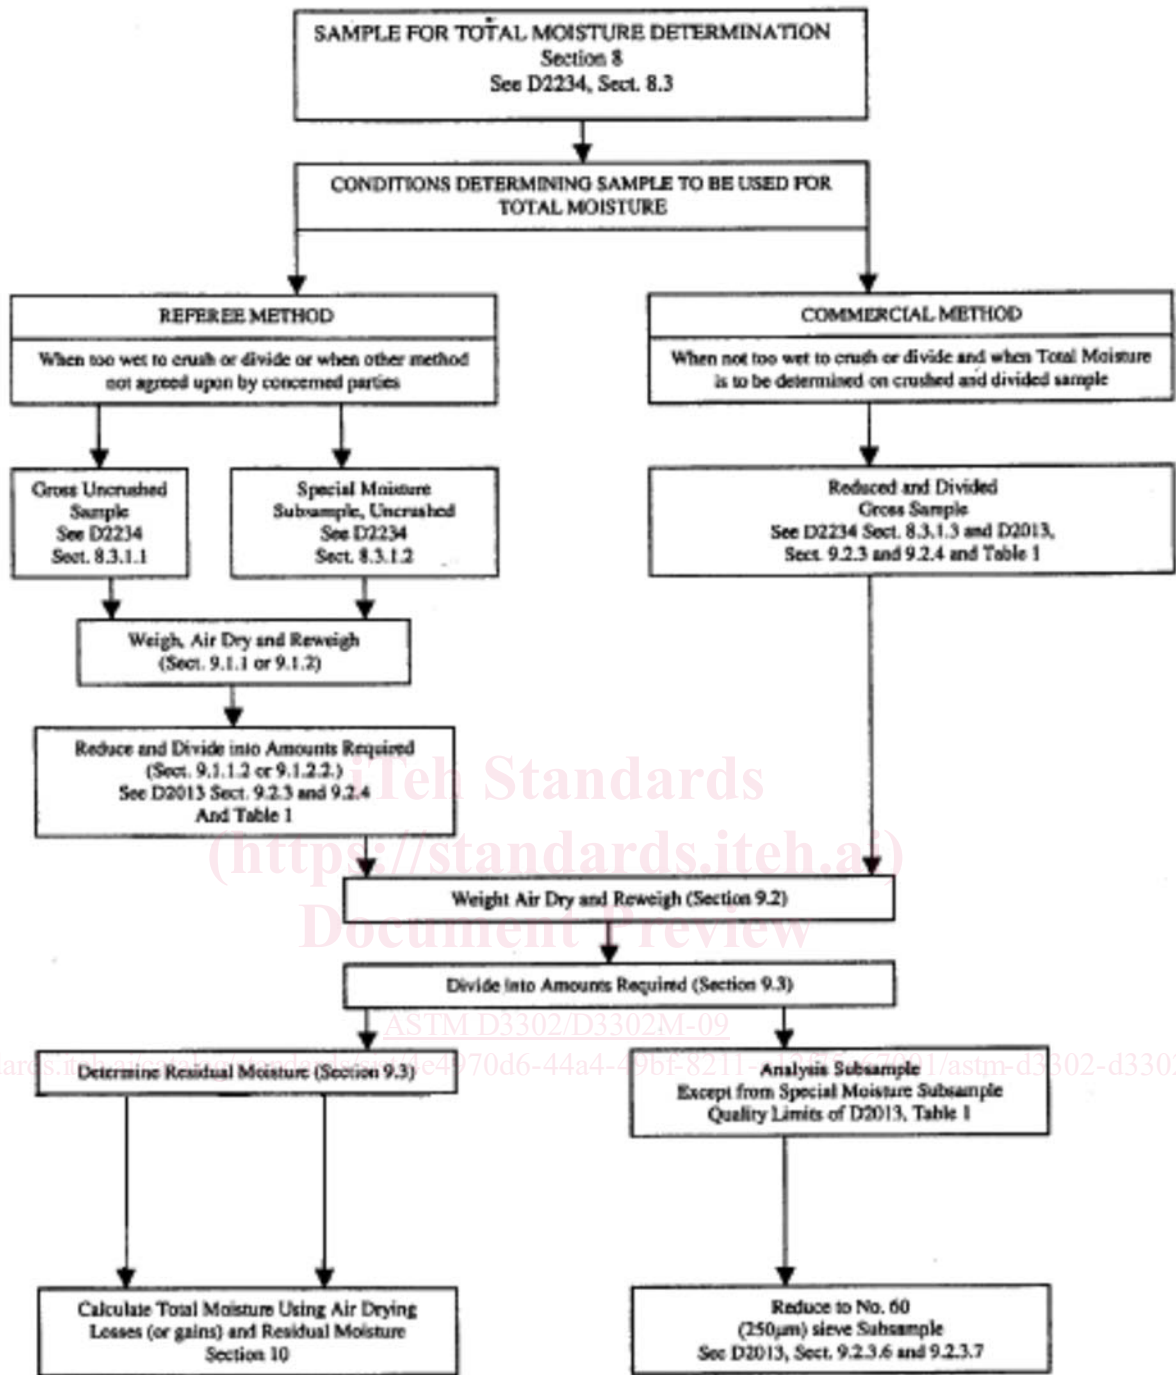 SAMPLE FOR TOTAL MOISTURE DETERMINATION
Section 8
See D2234, Sect. 8.3
CONDITIONS DETERMINING SAMPLE TO BE USED FOR
TOTAL MOISTURE
REFEREE METHOD
When too wet to crush or divide or when other method
not agreed upon by concerned parties
COMMERCIAL METHOD
When not too wet to crush or divide and when Total Moisture
is to be determined on crushed and divided sample
Gross Uncrushed
Sample
See D2234
Sect. 8.3.1.1
Special Moisture
Subsample, Uncrushed
See D2234
Sect. 8.3.1.2
Reduced and Divided
Gross Sample
See D2234 Sect. 8.3.1.3 and D2013,
Sect. 9.2.3 and 9.2.4 and Table 1
Weigh, Air Dry and Reweigh
(Sect. 9.1.1 or 9.1.2)
Reduce and Divide into Amounts Required
(Sect. 9.1.1.2 or 9.1.2.2.)
See D2013 Sect. 9.2.3 and 9.2.4
And Table 1
iTeh Standards
(https://standards.iteh.ai)
Document Preview
Weight Air Dry and Reweigh (Section 9.2)
Divide into Amounts Required (Section 9.3)
ASTM D3302/D3302M-09
Determine Residual Moisture (Section 9.3)
Analysis Subsample
Except from Special Moisture Subsample
Quality Limits of D2013, Table 1
Calculate Total Moisture Using Air Drying
Losses (or gains) and Residual Moisture
Section 10
Reduce to No. 60
(250µm) sieve Subsample
See D2013, Sect. 9.2.3.6 and 9.2.3.7